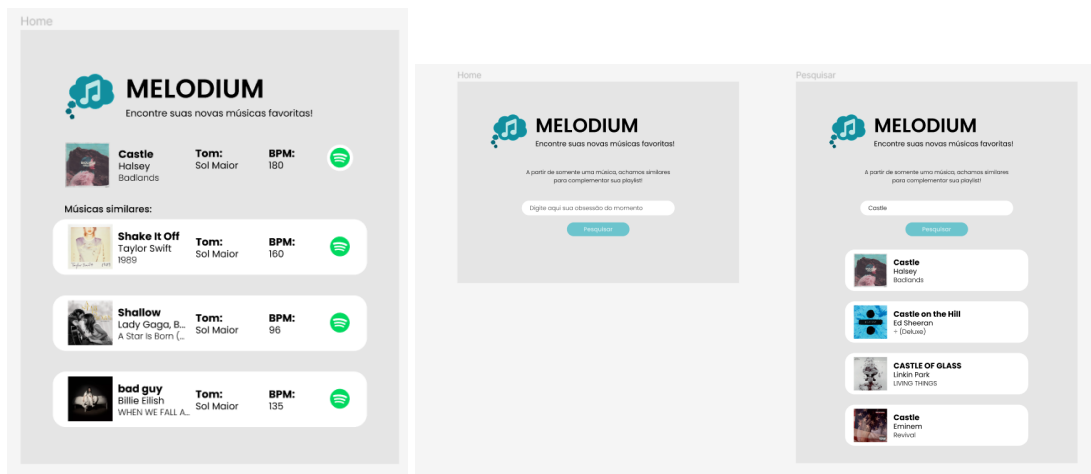 Home
MELODIUM
Encontre suas novas músicas favoritas!
Castle
Halsey
Badlands
Tom:
Sol Maior
BPM:
180
Músicas similares:
Shake It Off
Taylor Swift
1989
Tom:
Sol Maior
BPM:
160
Shallow
Lady Gaga, B...
A Star Is Born (...
Tom:
Sol Maior
BPM:
96
bad guy
Billie Eilish
WHEN WE FALL A...
Tom:
Sol Maior
BPM:
135
Home
MELODIUM
Encontre suas novas músicas favoritas!
A partir de somente uma música, achamos similares
para complementar sua playlist!
Digite aqui sua obsessão do momento
Pesquisar
Pesquisar
MELODIUM
Encontre suas novas músicas favoritas!
A partir de somente uma música, achamos similares
para complementar sua playlist!
Castle
Pesquisar
Castle
Halsey
Badlands
Castle on the Hill
Ed Sheeran
÷ (Deluxe)
CASTLE OF GLASS
Linkin Park
LIVING THINGS
Castle
Eminem
Revival